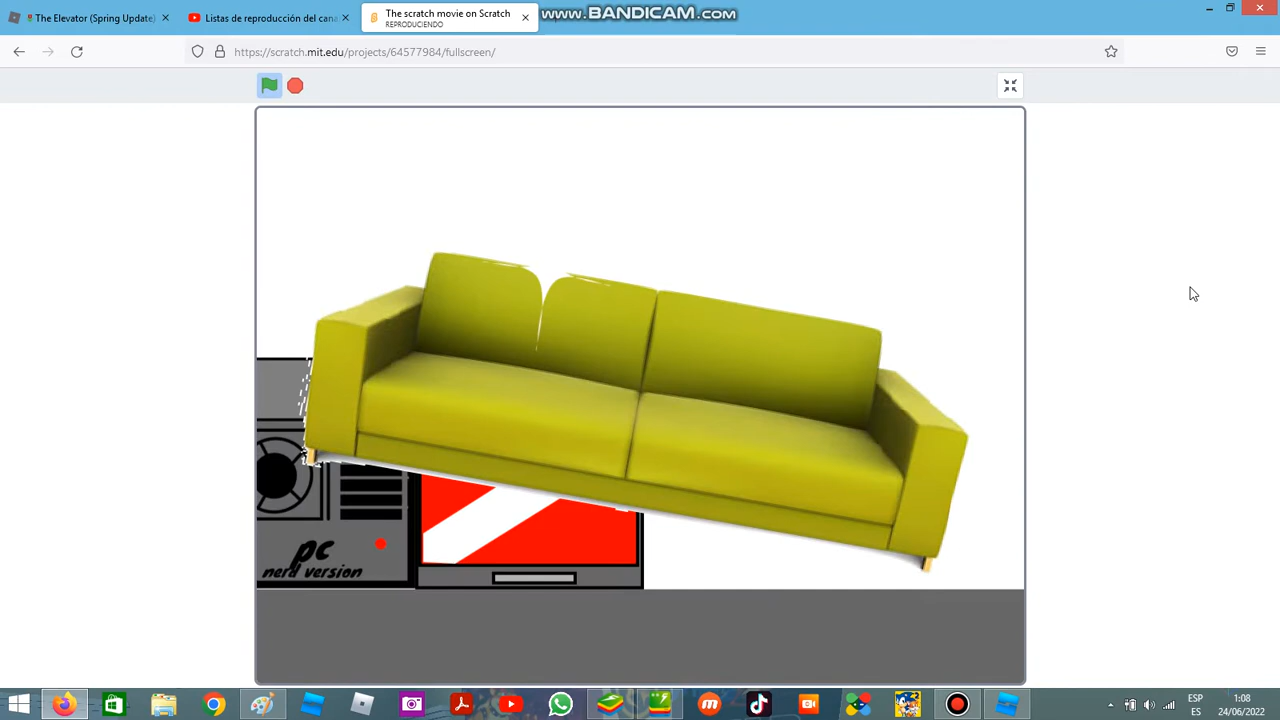 www.BANDICAM.com
The Elevator (Spring Update)
Listas de reproducción del cana
The scratch movie on Scratch
REPRODUCIENDO
https://scratch.mit.edu/projects/64577984/fullscreen/
pc
nerd version
ESP
ES
1:08
24/06/2022